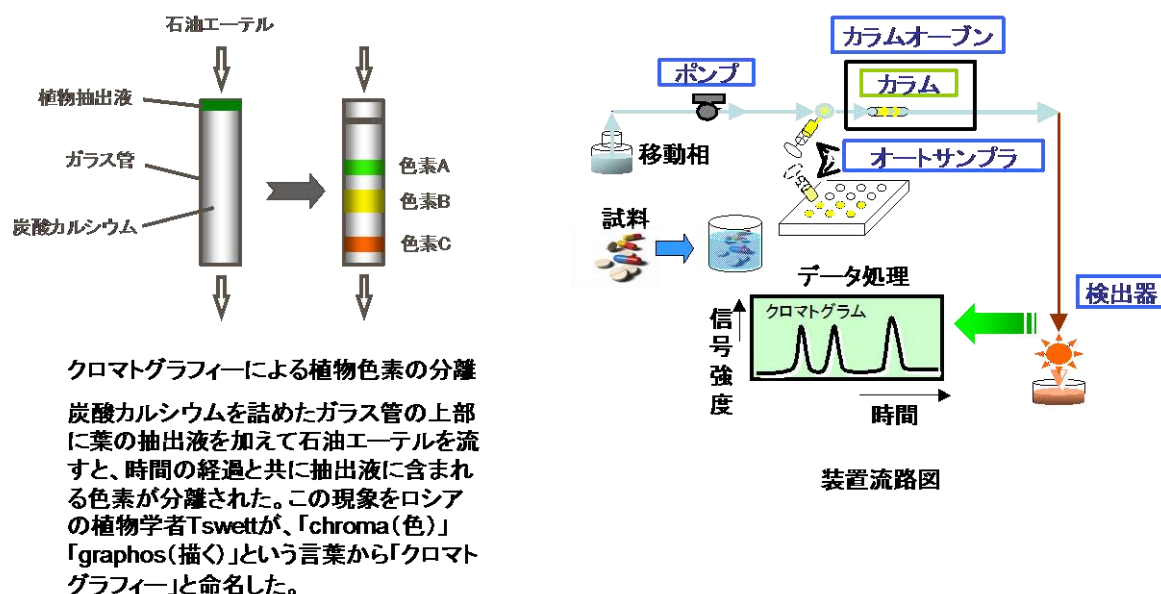 石油エーテル
植物抽出液
ガラス管
炭酸カルシウム
色素A
色素B
色素C
クロマトグラフィーによる植物色素の分離
炭酸カルシウムを詰めたガラス管の上部
に葉の抽出液を加えて石油エーテルを流
すと、時間の経過と共に抽出液に含まれ
る色素が分離された。この現象をロシア
の植物学者Tswettが、「chroma(色)」
「graphos(描く)」という言葉から「クロマト
グラフィー」と命名した。
カラムオーブン
ポンプ
カラム
移動相
オートサンプラ
試料
データ処理
検出器
クロマトグラム
信号強度
時間
装置流路図